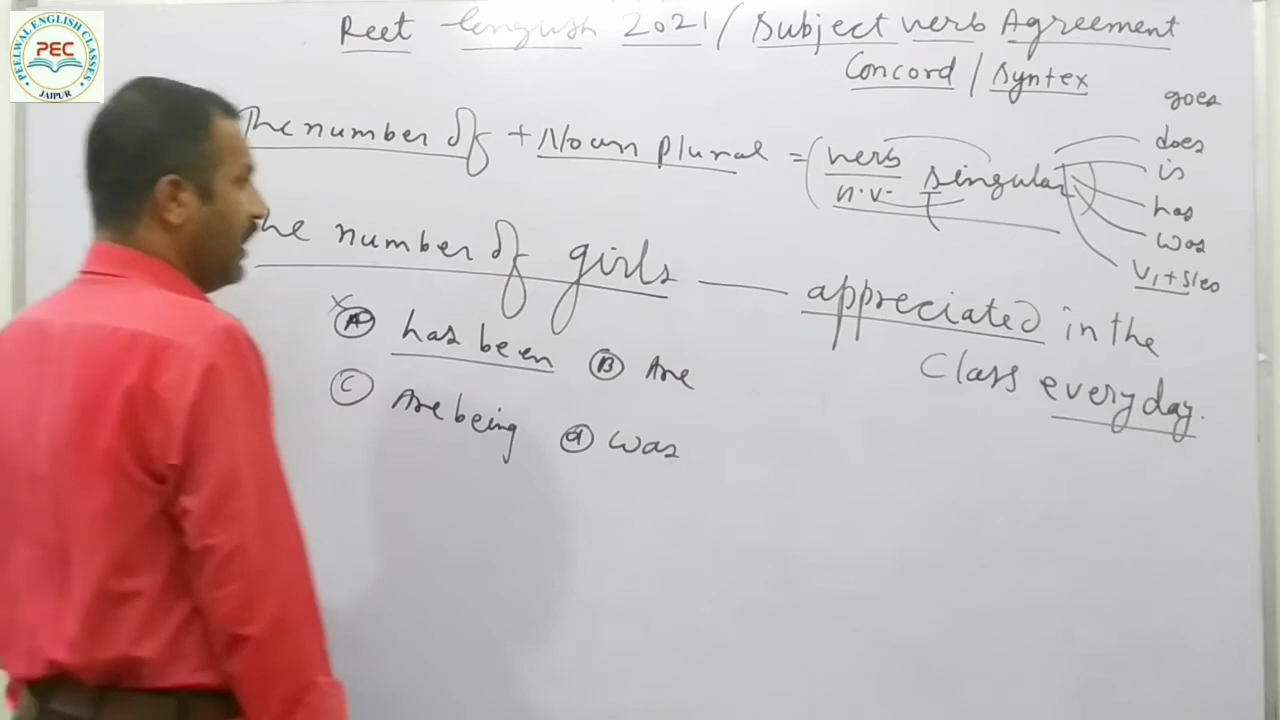 PEELWAL ENGLISH CLASSES
PEC
JAIPUR
Reet English 2021 / Subject verb Agreement
Concord / Syntex
The number of + Noun plural = (verb singular
h.v.
goes
does
is
has
was
V1 + s/es
The number of girls — appreciated in the
class everyday.
(A) has been (B) Are
(C) Are being (d) was